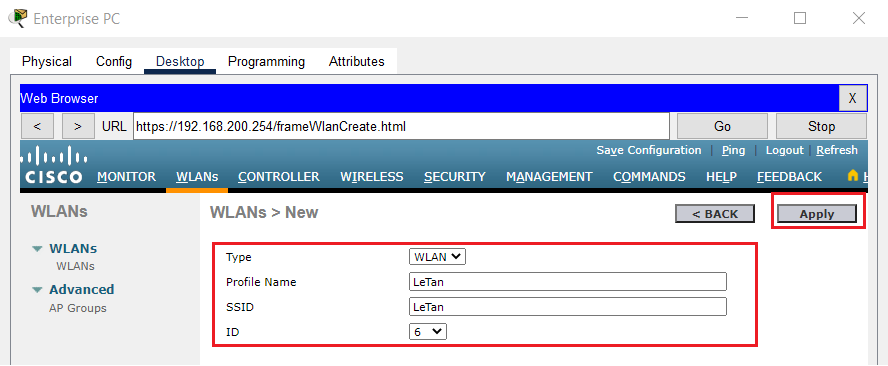 Enterprise PC
Physical Config Desktop Programming Attributes
Web Browser X
< > URL https://192.168.200.254/frameWlanCreate.html Go Stop
Save Configuration | Ping | Logout | Refresh
CISCO MONITOR WLANs CONTROLLER WIRELESS SECURITY MANAGEMENT COMMANDS HELP FEEDBACK
WLANs WLANs > New < BACK Apply
WLANs
WLANs
Advanced
AP Groups
Type WLAN
Profile Name LeTan
SSID LeTan
ID 6